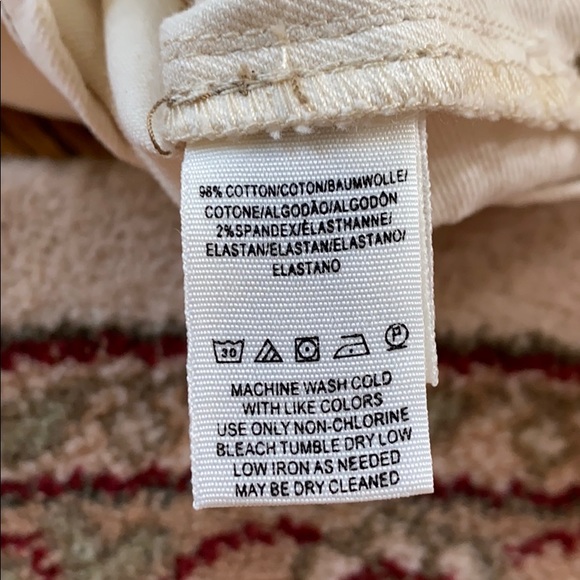 98% COTTON/COTON/BAUMWOLLE/
COTONE/ALGODÃO/ALGODÓN
2%SPANDEX/ÉLASTHANNE/
ELASTAN/ELASTAN/ELASTANO/
ELASTANO
30 P
MACHINE WASH COLD
WITH LIKE COLORS
USE ONLY NON-CHLORINE
BLEACH TUMBLE DRY LOW
LOW IRON AS NEEDED
MAY BE DRY CLEANED